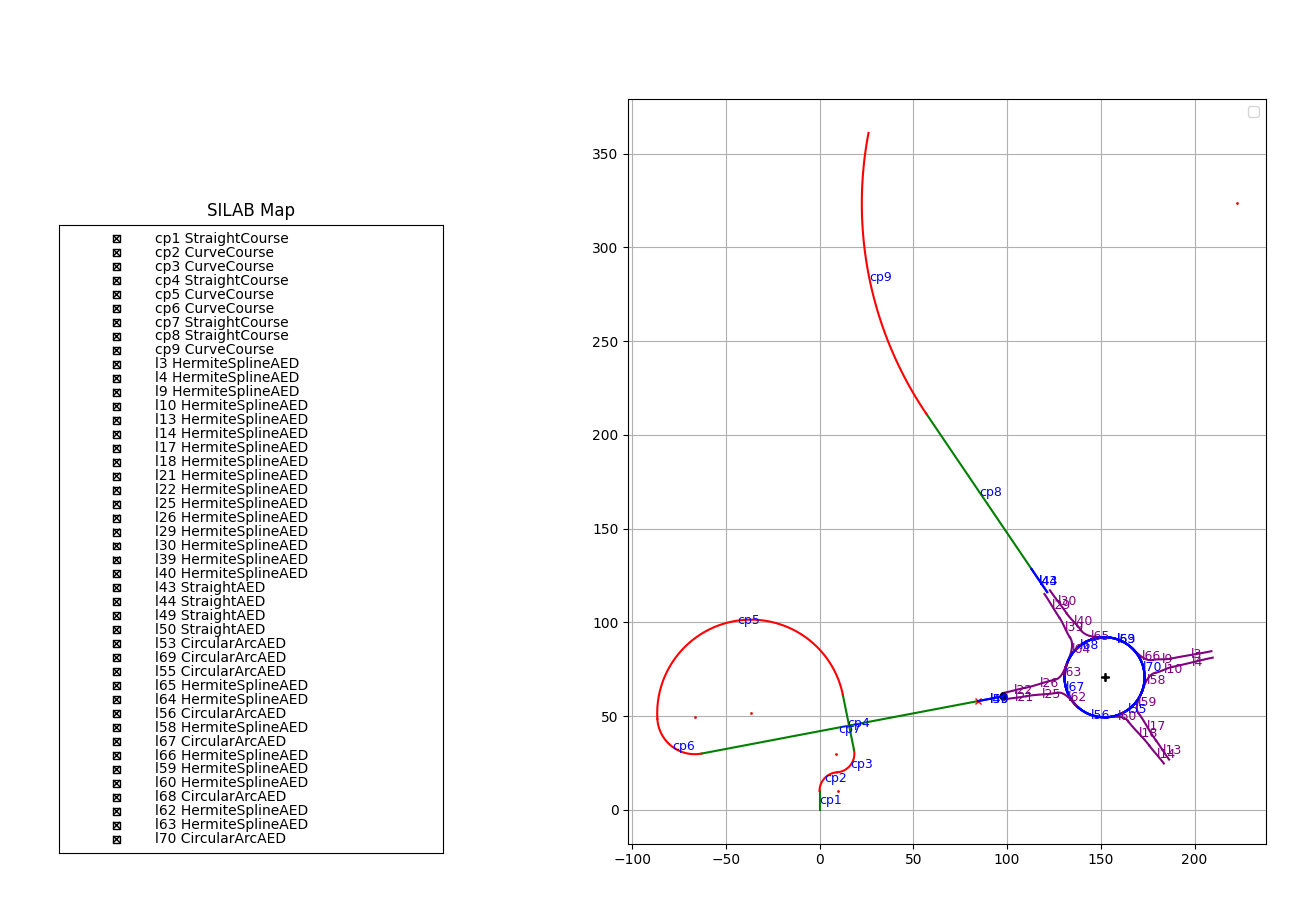 SILAB Map
cp1 StraightCourse
cp2 CurveCourse
cp3 CurveCourse
cp4 StraightCourse
cp5 CurveCourse
cp6 CurveCourse
cp7 StraightCourse
cp8 StraightCourse
cp9 CurveCourse
l3 HermiteSplineAED
l4 HermiteSplineAED
l9 HermiteSplineAED
l10 HermiteSplineAED
l13 HermiteSplineAED
l14 HermiteSplineAED
l17 HermiteSplineAED
l18 HermiteSplineAED
l21 HermiteSplineAED
l22 HermiteSplineAED
l25 HermiteSplineAED
l26 HermiteSplineAED
l29 HermiteSplineAED
l30 HermiteSplineAED
l39 HermiteSplineAED
l40 HermiteSplineAED
l43 StraightAED
l44 StraightAED
l49 StraightAED
l50 StraightAED
l53 CircularArcAED
l69 CircularArcAED
l55 CircularArcAED
l65 HermiteSplineAED
l64 HermiteSplineAED
l56 CircularArcAED
l58 HermiteSplineAED
l67 CircularArcAED
l66 HermiteSplineAED
l59 HermiteSplineAED
l60 HermiteSplineAED
l68 CircularArcAED
l62 HermiteSplineAED
l63 HermiteSplineAED
l70 CircularArcAED
350
300
250
200
150
100
50
0
−100
−50
0
50
100
150
200
cp9
cp8
l30
l29
l40
l39
l65
l68
l64
cp5
l66
l9
l3
l4
l70
l10
l63
l58
l67
l26
l22
l25
l21
l62
l59
l55
l56
l60
l17
l18
l13
l14
cp4
cp7
cp6
cp3
cp2
cp1